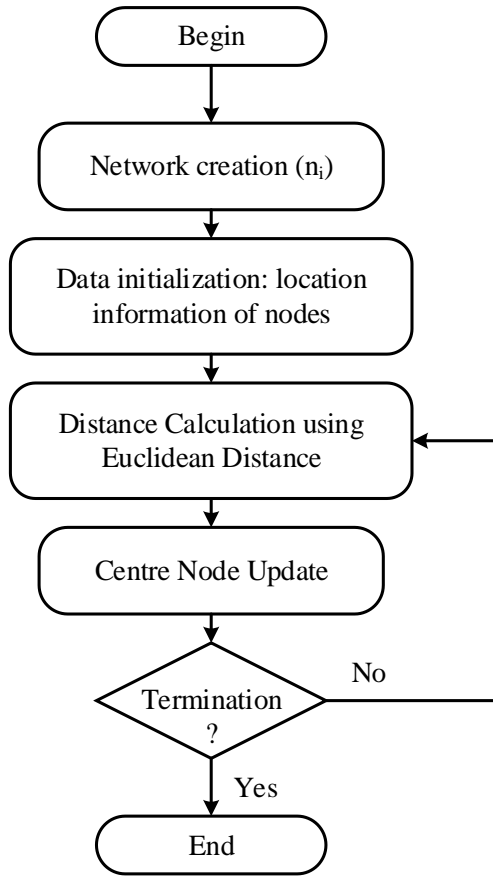 Begin
Network creation (nᵢ)
Data initialization: location
information of nodes
Distance Calculation using
Euclidean Distance
Centre Node Update
Termination
?
No
Yes
End